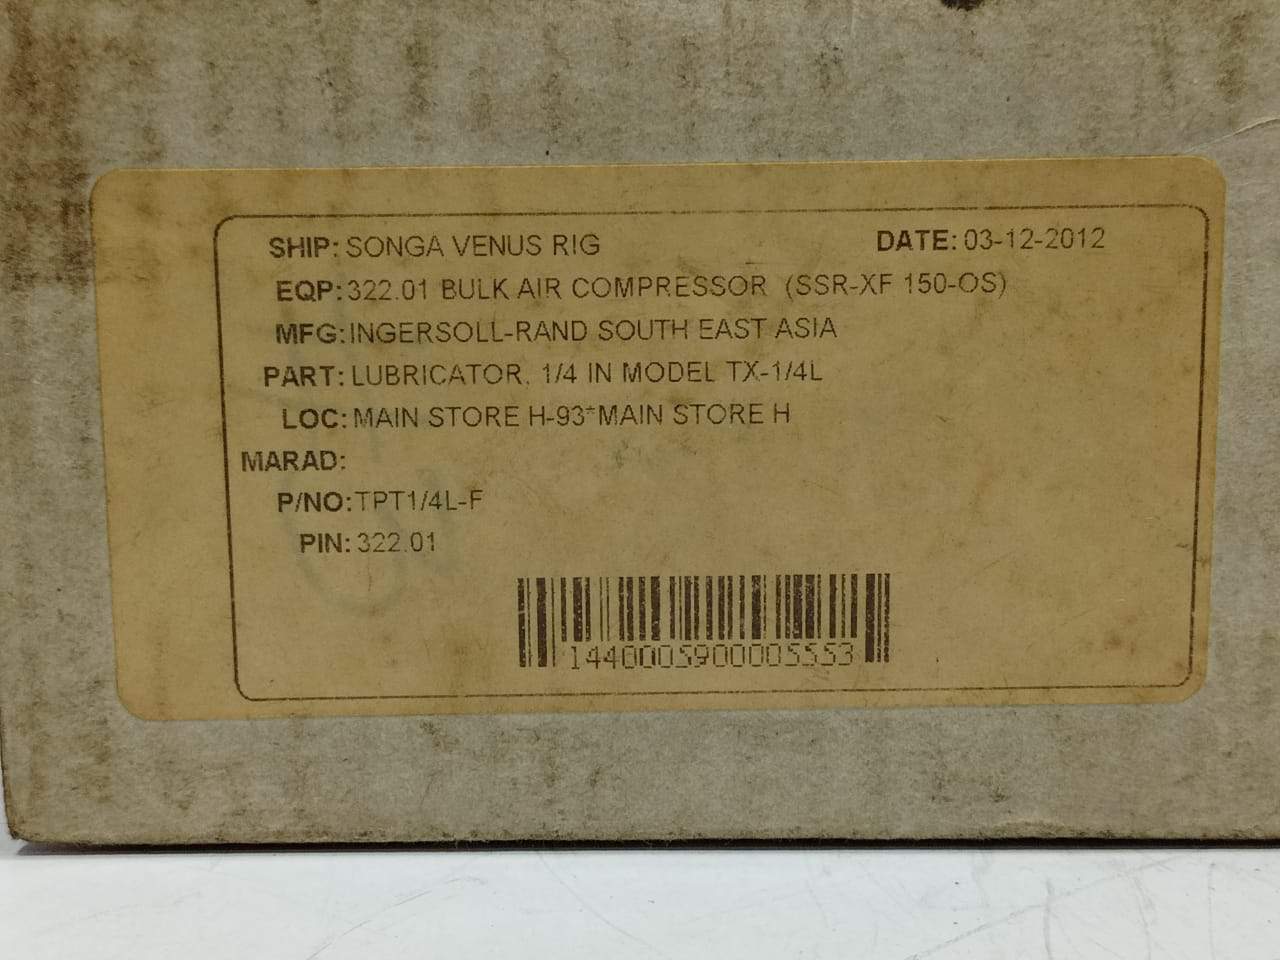 SHIP: SONGA VENUS RIG DATE: 03-12-2012
EQP: 322.01 BULK AIR COMPRESSOR (SSR-XF 150-OS)
MFG: INGERSOLL-RAND SOUTH EAST ASIA
PART: LUBRICATOR, 1/4 IN MODEL TX-1/4L
LOC: MAIN STORE H-93*MAIN STORE H
MARAD:
P/NO: TPT1/4L-F
PIN: 322.01
1440005900005553